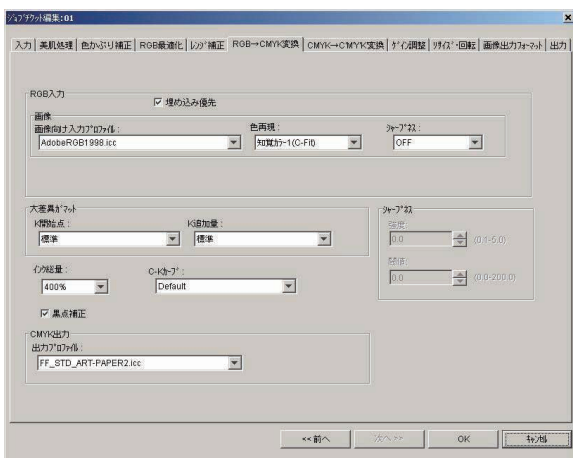 ジョブチケット編集:01
入力 美肌処理 色かぶり補正 RGB最適化 レンジ補正 RGB→CMYK変換 CMYK→C'M'Y'K'変換 ゲイン調整 リサイズ・回転 画像出力フォーマット 出力
RGB入力
埋め込み優先
画像
画像向け入力プロファイル: 色再現: シャープネス:
AdobeRGB1998.icc 知覚カラー1(C-Fit) OFF
大差異ガマット シャープネス
K開始点: K追加量: 強度:
標準 標準 0.0 (0.1-5.0)
閾値:
インク総量: C-Kカーブ: 0.0 (0.0-200.0)
400% Default
黒点補正
CMYK出力
出力プロファイル:
FF_STD_ART-PAPER2.icc
<<前へ 次へ>> OK キャンセル